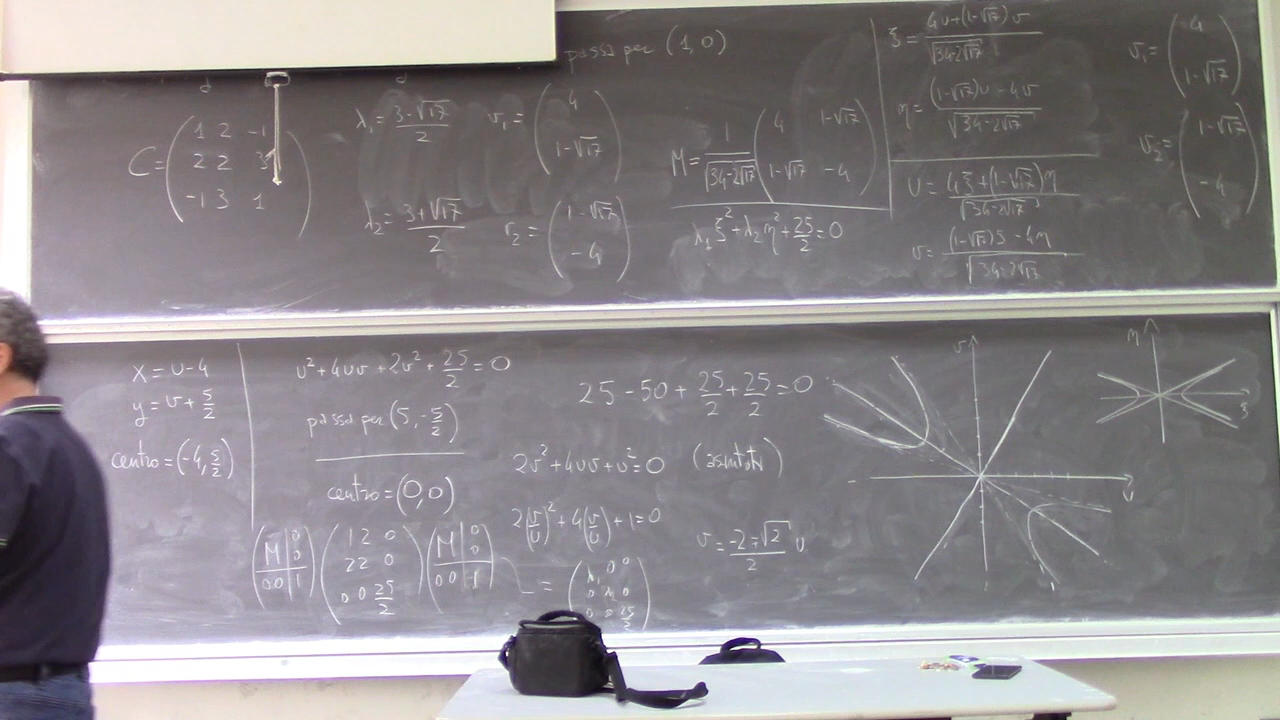 passa per (1,0)
C = ( 1 2 -1
2 2 3
-1 3 1 )
λ₁ = (3-√17)/2
v₁ = ( 4
1-√17 )
λ₂ = (3+√17)/2
v₂ = ( 1-√17
-4 )
M = 1/√(34-2√17) ( 4 1-√17
1-√17 -4 )
λ₁ξ² + λ₂η² + 25/2 = 0
ξ = (4u+(1-√17)v)/√(34-2√17)
η = ((1-√17)u-4v)/√(34-2√17)
u = (4ξ+(1-√17)η)/√(34-2√17)
v = ((1-√17)ξ-4η)/√(34-2√17)
v₁ = ( 4
1-√17 )
v₂ = ( 1-√17
-4 )
x = u-4
y = v+5/2
centro = (-4, 5/2)
u²+4uv+2v²+25/2=0
passa per (5, -5/2)
centro = (0,0)
( M | 0
0
0 0 | 1 )
( 1 2 0
2 2 0
0 0 25/2 )
( M | 0
0
0 0 | 1 )
= ( λ₁ 0 0
0 λ₂ 0
0 0 25/2 )
25-50+25/2+25/2=0
2v²+4uv+u²=0 (asintoti)
2(v/u)²+4(v/u)+1=0
v = (-2∓√2)/2 u
v
u
η
ξ